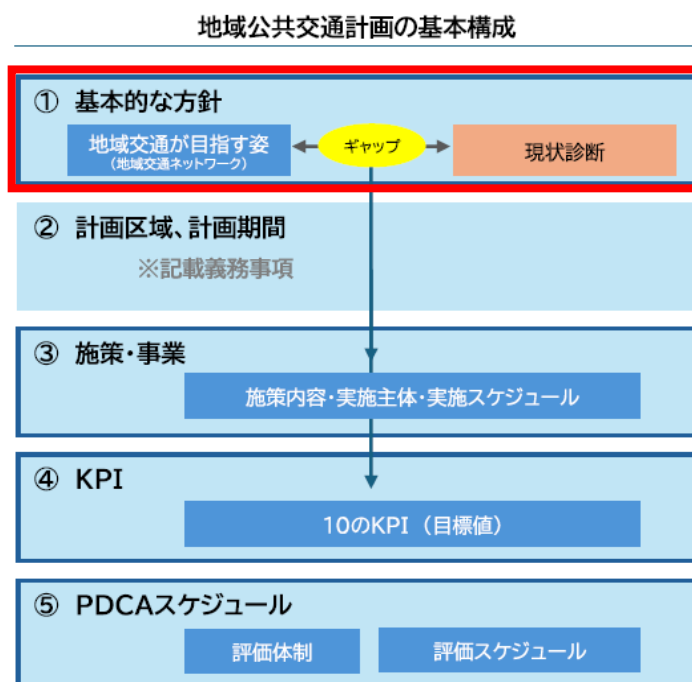 地域公共交通計画の基本構成
① 基本的な方針
地域交通が目指す姿
(地域交通ネットワーク)
ギャップ
現状診断
② 計画区域、計画期間
※記載義務事項
③ 施策・事業
施策内容・実施主体・実施スケジュール
④ KPI
10のKPI（目標値）
⑤ PDCAスケジュール
評価体制
評価スケジュール